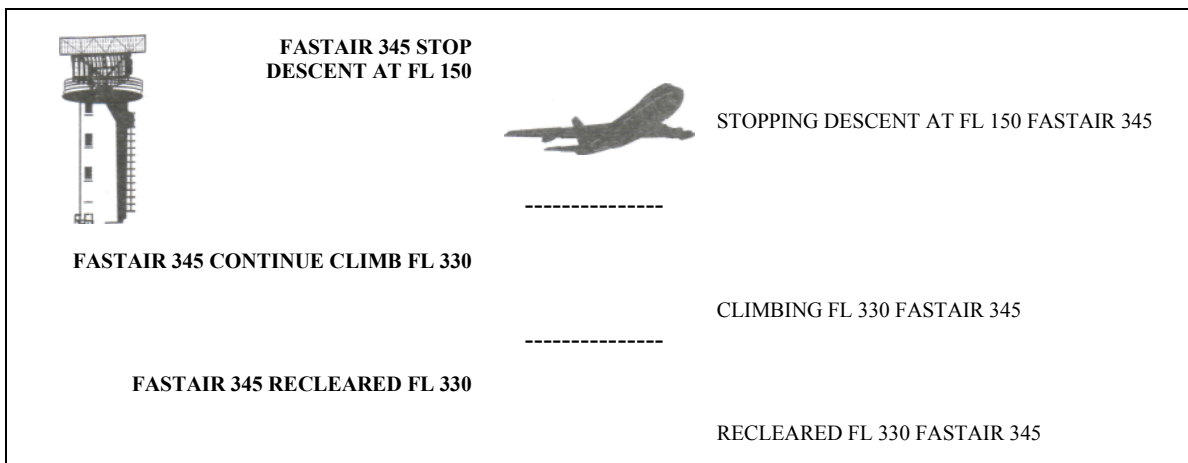 FASTAIR 345 STOP
DESCENT AT FL 150
STOPPING DESCENT AT FL 150 FASTAIR 345
---------------
FASTAIR 345 CONTINUE CLIMB FL 330
CLIMBING FL 330 FASTAIR 345
---------------
FASTAIR 345 RECLEARED FL 330
RECLEARED FL 330 FASTAIR 345